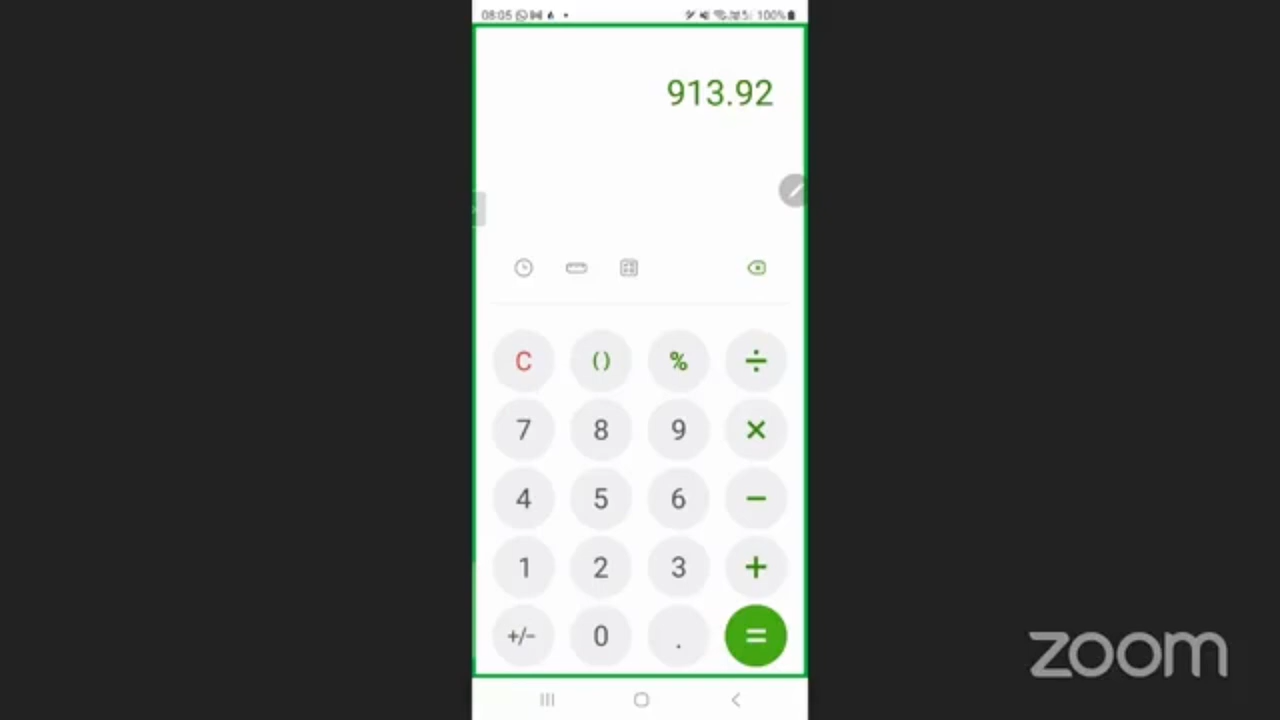 08:05 100%
913.92
C () % ÷
7 8 9 ×
4 5 6 −
1 2 3 +
+/− 0 . =
zoom